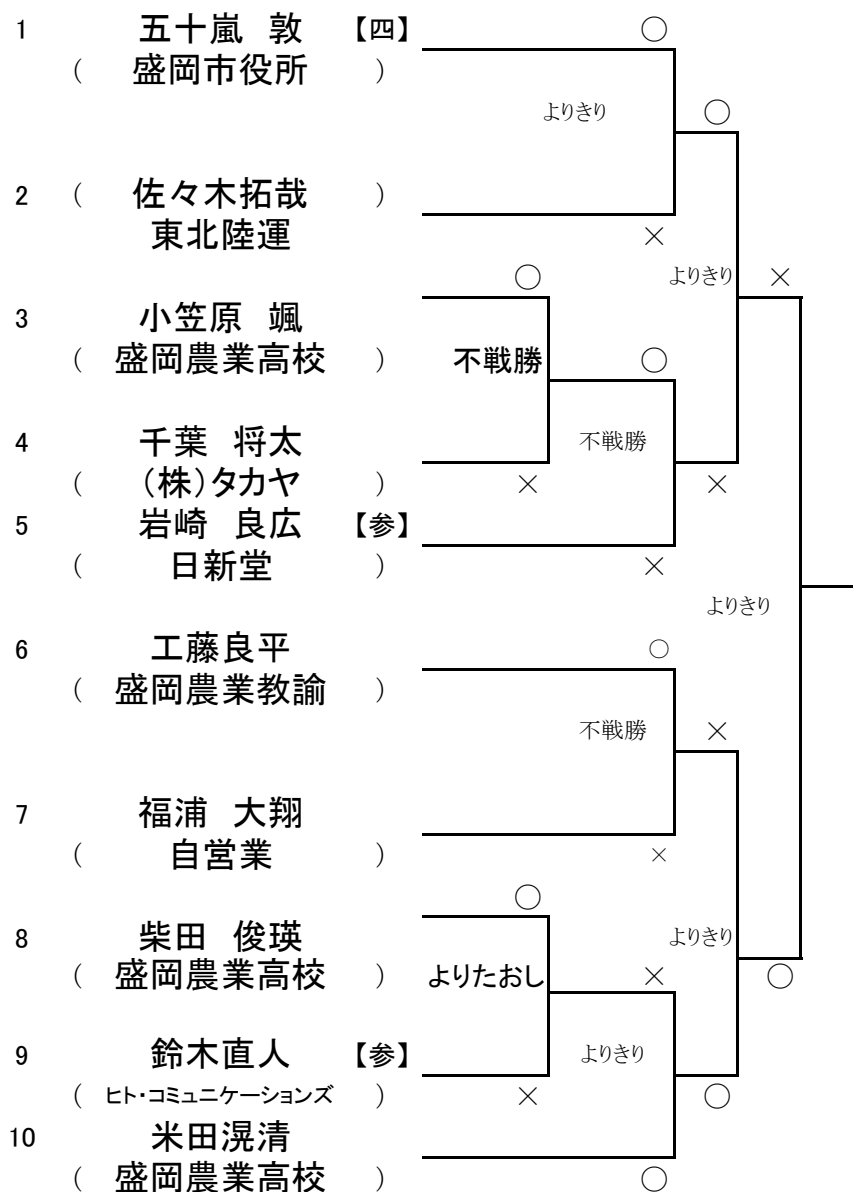 1 五十嵐 敦 【四】 ○
( 盛岡市役所 )
よりきり ○
2 ( 佐々木拓哉 )
東北陸運 ×
○ よりきり ×
3 小笠原 颯
( 盛岡農業高校 ) 不戦勝 ○
4 千葉 将太 不戦勝
( (株)タカヤ ) × ×
5 岩崎 良広 【参】
( 日新堂 ) ×
よりきり
6 工藤良平 ○
( 盛岡農業教諭 )
不戦勝 ×
7 福浦 大翔
( 自営業 ) ×
○
8 柴田 俊瑛 よりきり
( 盛岡農業高校 ) よりたおし × ○
9 鈴木直人 【参】 よりきり
( ヒト・コミュニケーションズ ) × ○
10 米田滉清
( 盛岡農業高校 ) ○